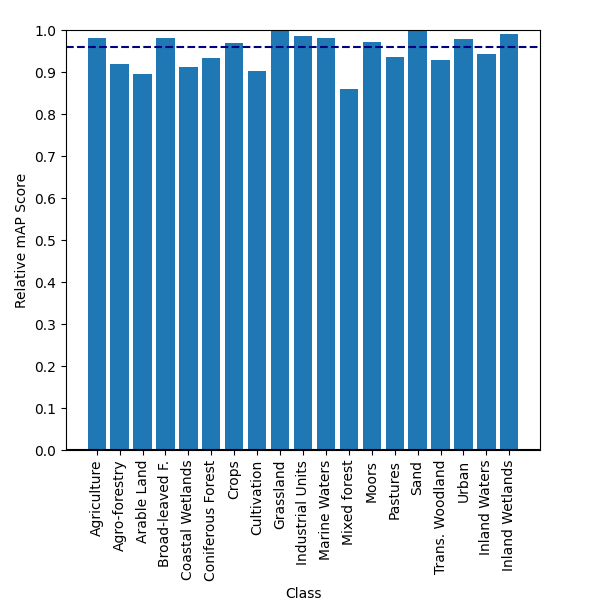 1.0
0.9
0.8
0.7
0.6
0.5
0.4
0.3
0.2
0.1
0.0
Relative mAP Score
Agriculture
Agro-forestry
Arable Land
Broad-leaved F.
Coastal Wetlands
Coniferous Forest
Crops
Cultivation
Grassland
Industrial Units
Marine Waters
Mixed forest
Moors
Pastures
Sand
Trans. Woodland
Urban
Inland Waters
Inland Wetlands
Class